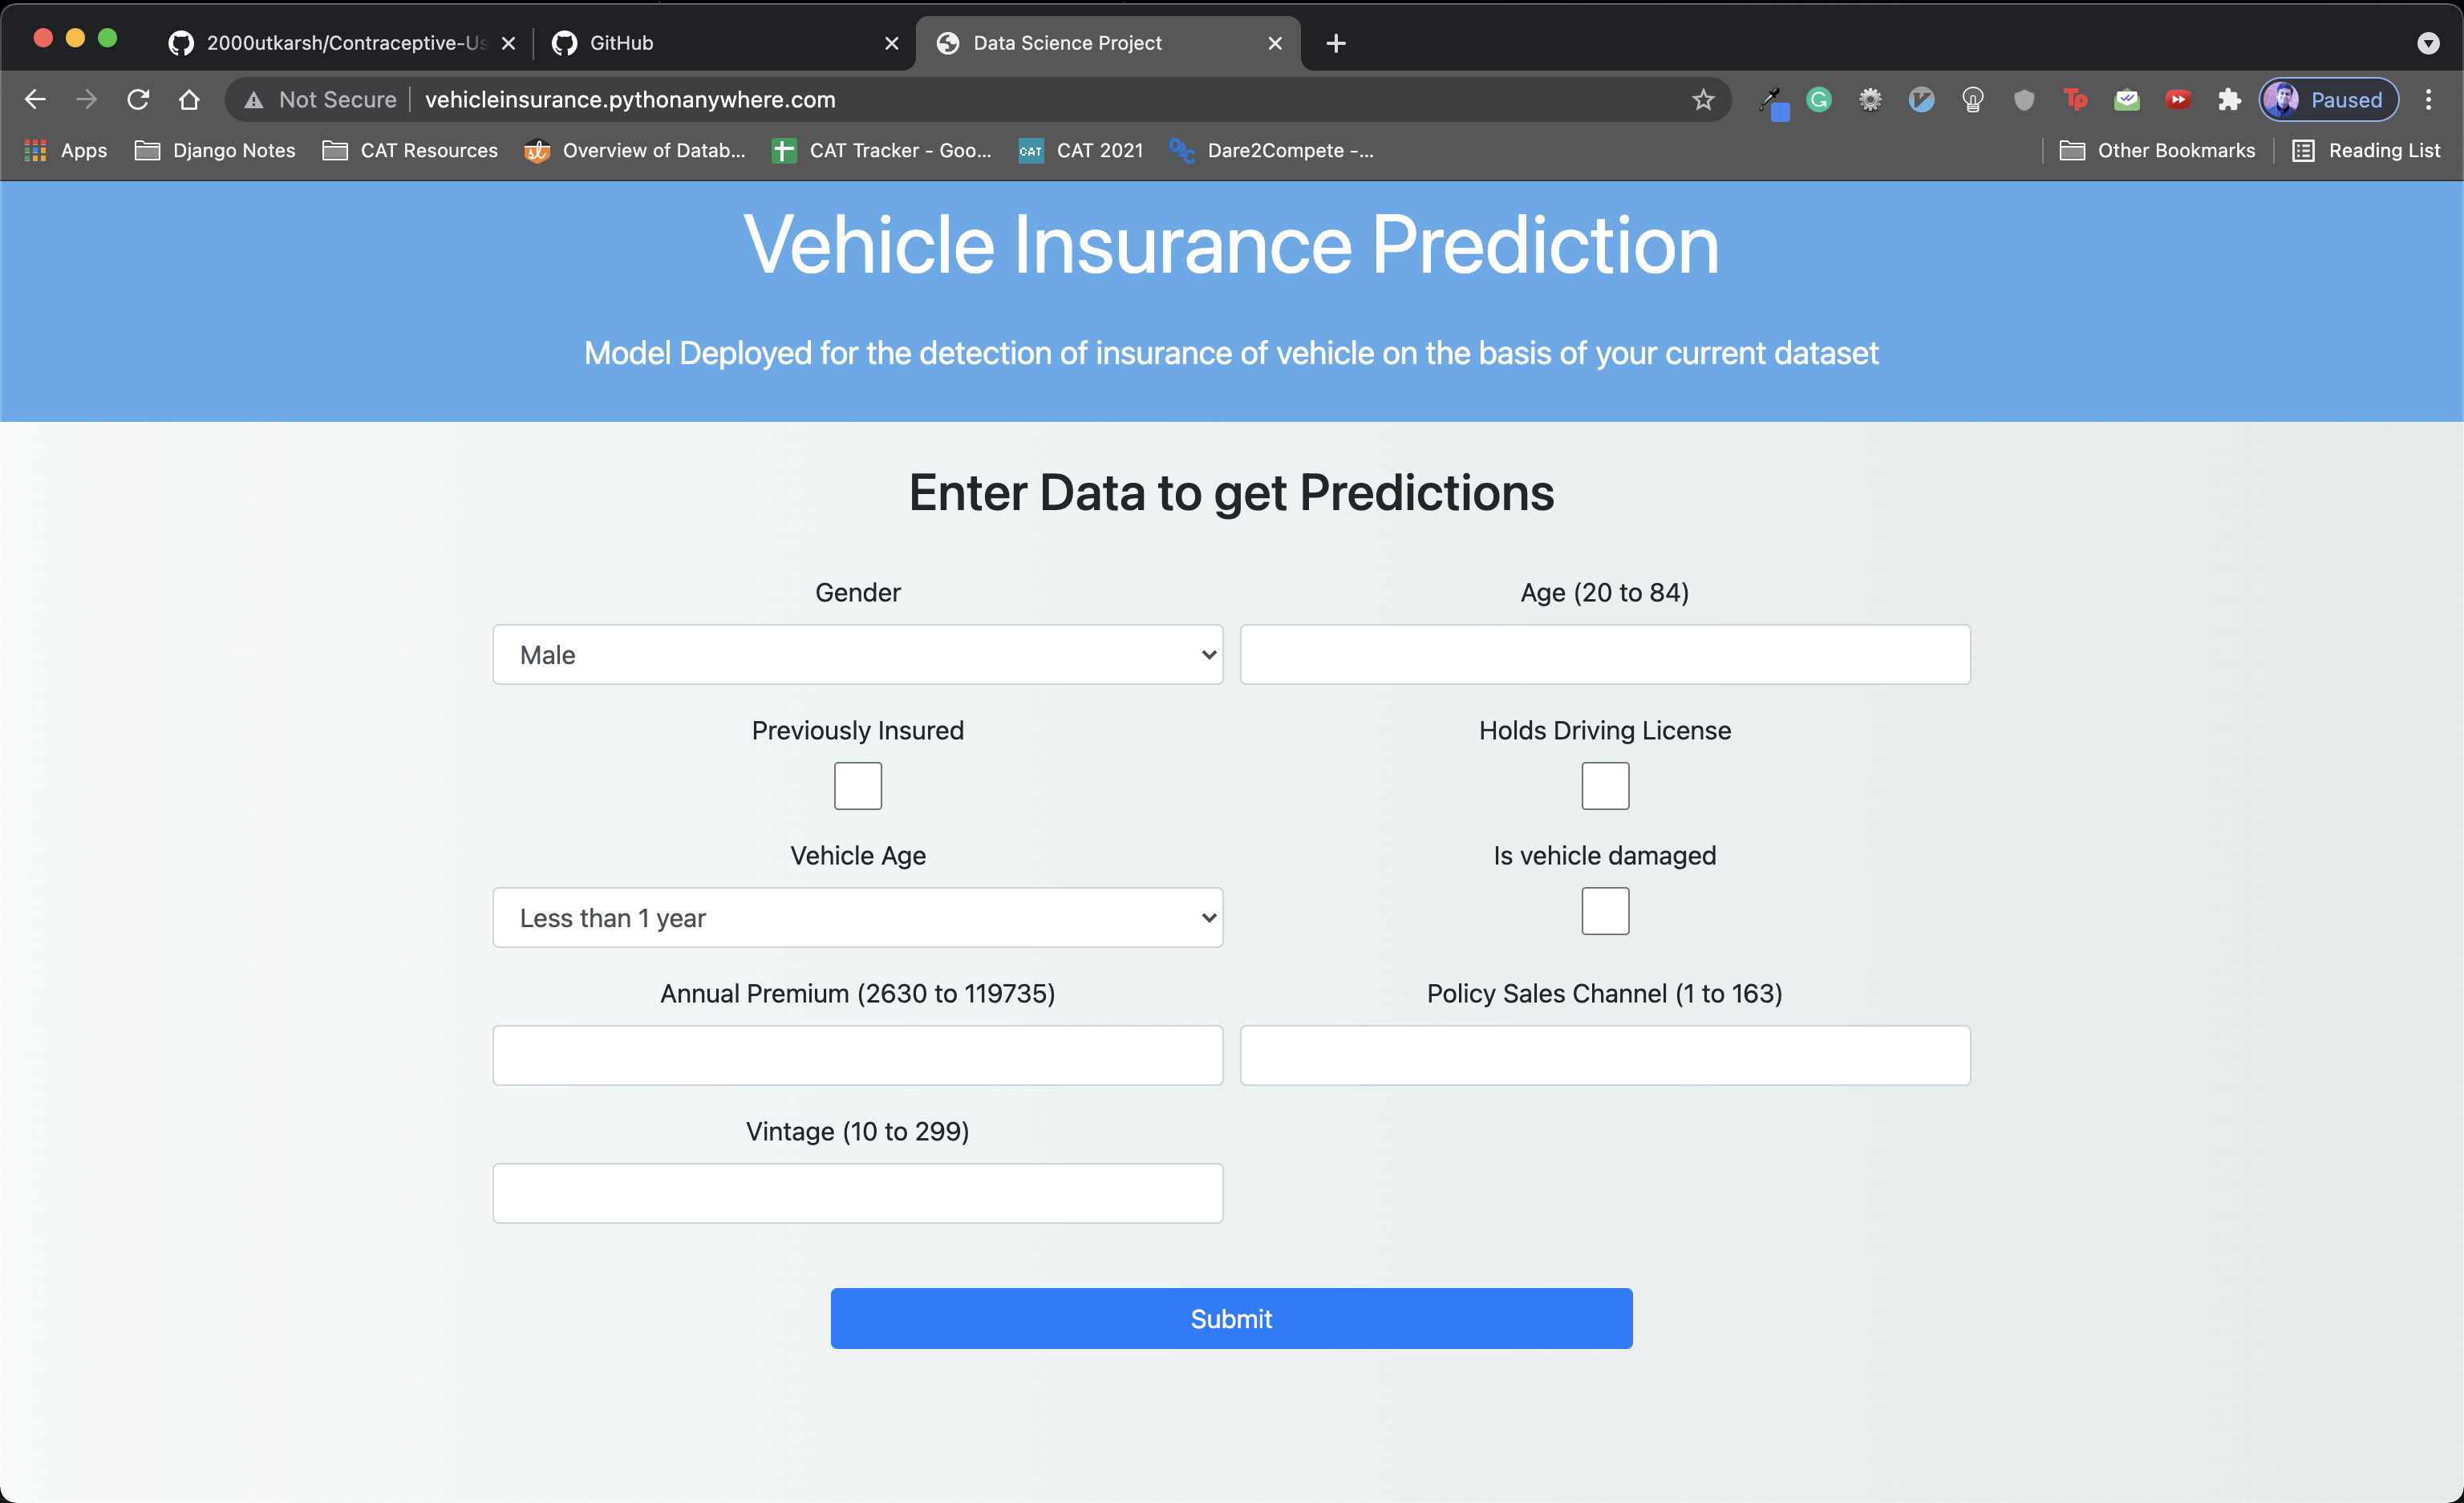 2000utkarsh/Contraceptive-Us
GitHub
Data Science Project
Not Secure
vehicleinsurance.pythonanywhere.com
Tp
Paused
Apps
Django Notes
CAT Resources
Overview of Datab...
CAT Tracker - Goo...
CAT
CAT 2021
Dare2Compete -...
Other Bookmarks
Reading List
Vehicle Insurance Prediction
Model Deployed for the detection of insurance of vehicle on the basis of your current dataset
Enter Data to get Predictions
Gender
Age (20 to 84)
Male
Previously Insured
Holds Driving License
Vehicle Age
Is vehicle damaged
Less than 1 year
Annual Premium (2630 to 119735)
Policy Sales Channel (1 to 163)
Vintage (10 to 299)
Submit